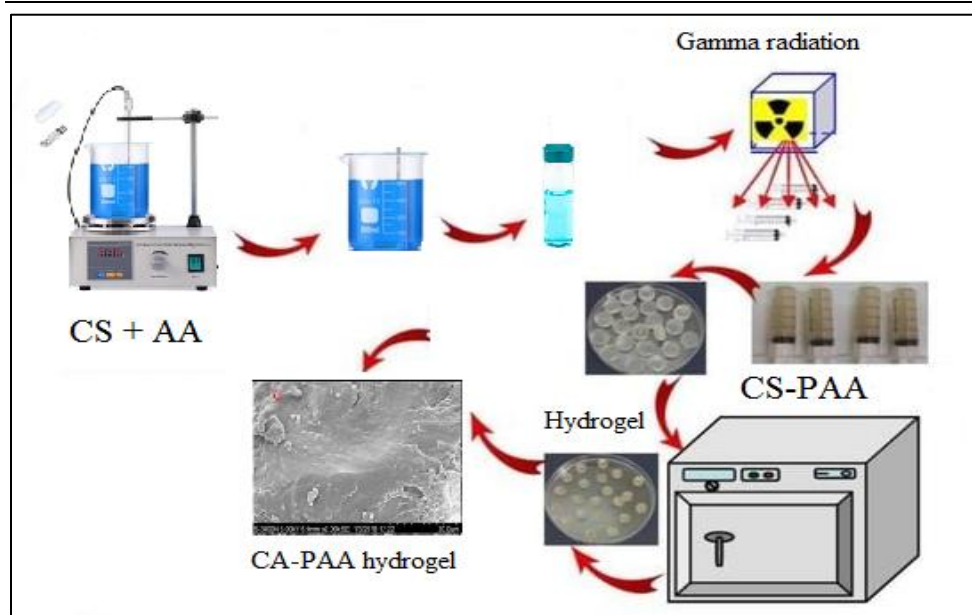 Gamma radiation
CS + AA
CS-PAA
Hydrogel
CA-PAA hydrogel